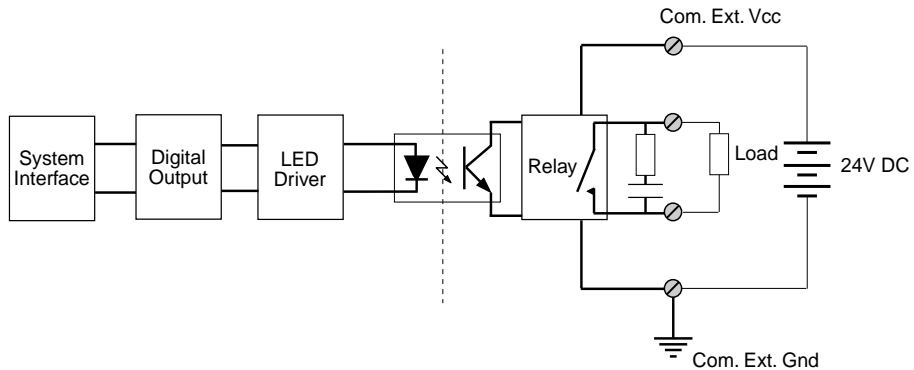 Com. Ext. Vcc
System
Interface
Digital
Output
LED
Driver
Relay
Load
24V DC
Com. Ext. Gnd